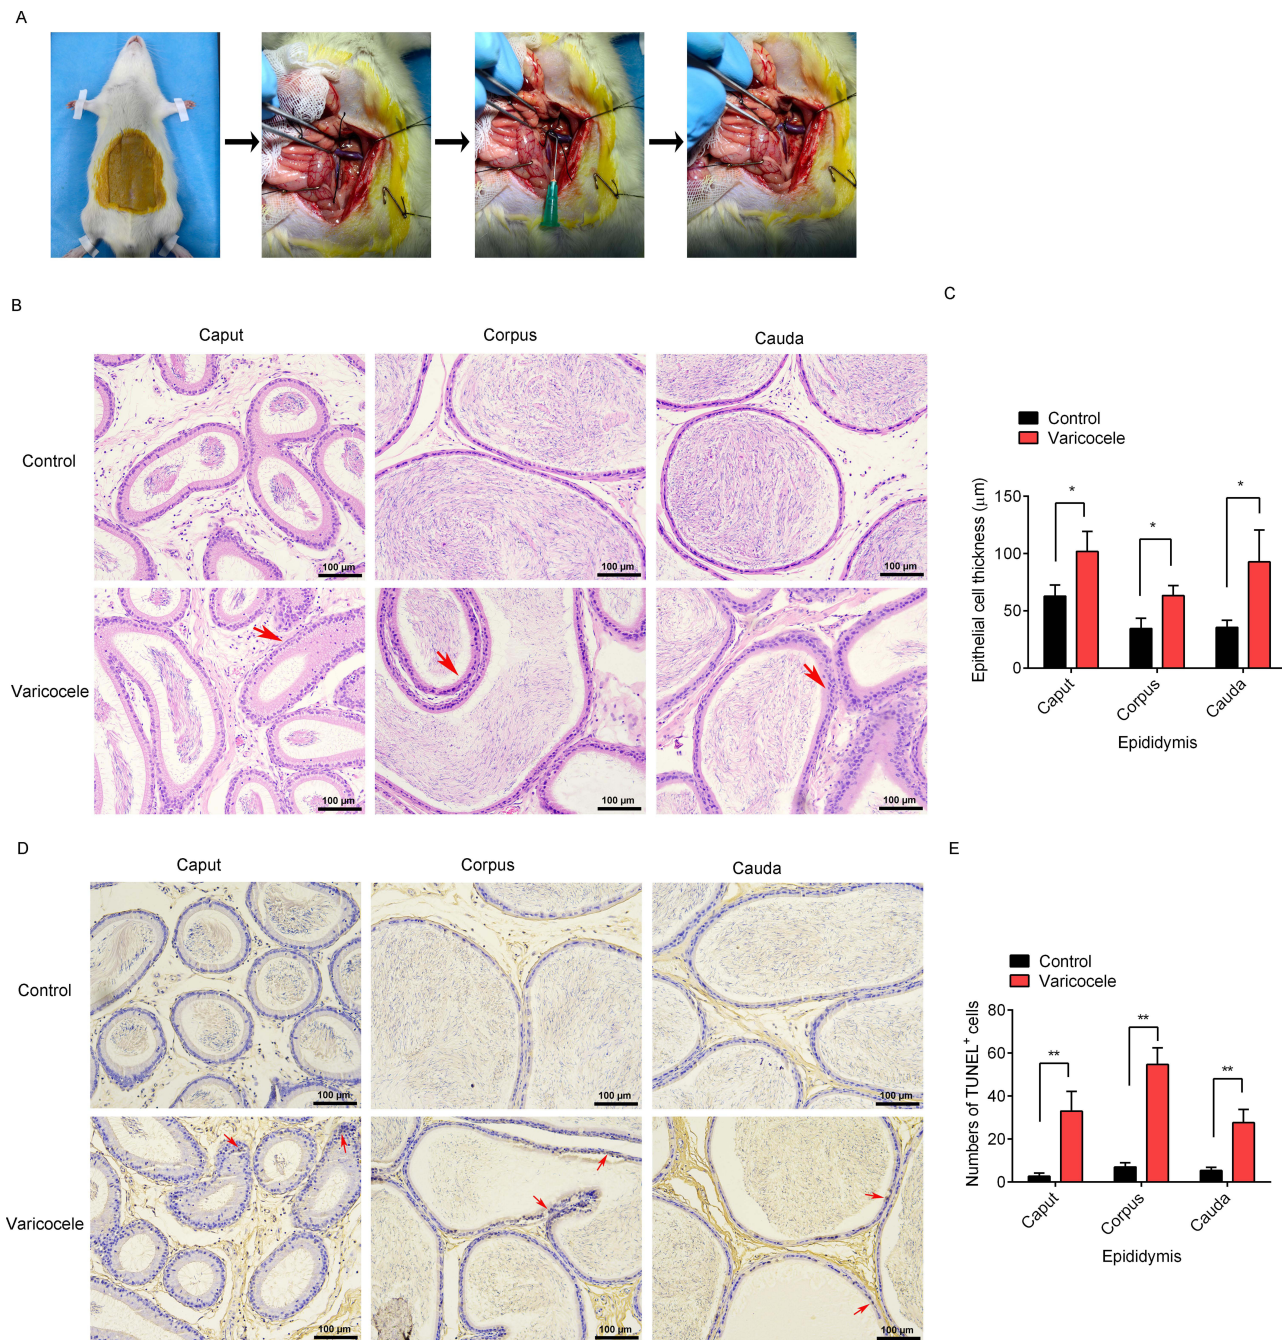 A
B
Caput
Corpus
Cauda
Control
100 µm
100 µm
100 µm
Varicocele
100 µm
100 µm
100 µm
C
Control
Varicocele
Epithelial cell thickness (µm)
150
100
50
0
*
*
*
Caput
Corpus
Cauda
Epididymis
D
Caput
Corpus
Cauda
Control
100 µm
100 µm
100 µm
Varicocele
100 µm
100 µm
100 µm
E
Control
Varicocele
Numbers of TUNEL⁺ cells
80
60
40
20
0
**
**
**
Caput
Corpus
Cauda
Epididymis